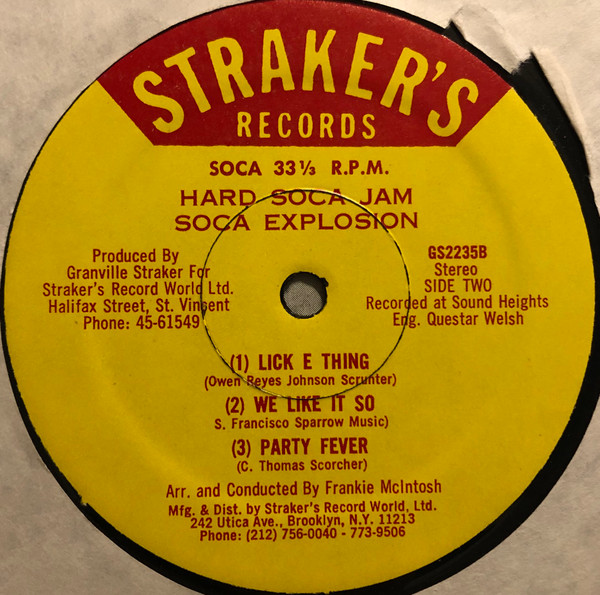 STRAKER'S
RECORDS
SOCA 33⅓ R.P.M.
HARD SOCA JAM
SOCA EXPLOSION
Produced By
Granville Straker For
Straker's Record World Ltd.
Halifax Street, St. Vinsent
Phone: 45-61549
GS2235B
Stereo
SIDE TWO
Recorded at Sound Heights
Eng. Questar Welsh
(1) LICK E THING
(Owen Reyes Johnson Scrunter)
(2) WE LIKE IT SO
S. Francisco Sparrow Music)
(3) PARTY FEVER
(C. Thomas Scorcher)
Arr. and Conducted By Frankie McIntosh
Mfg. & Dist. by Straker's Record World, Ltd.
242 Utica Ave., Brooklyn, N.Y. 11213
Phone: (212) 756-0040 - 773-9506